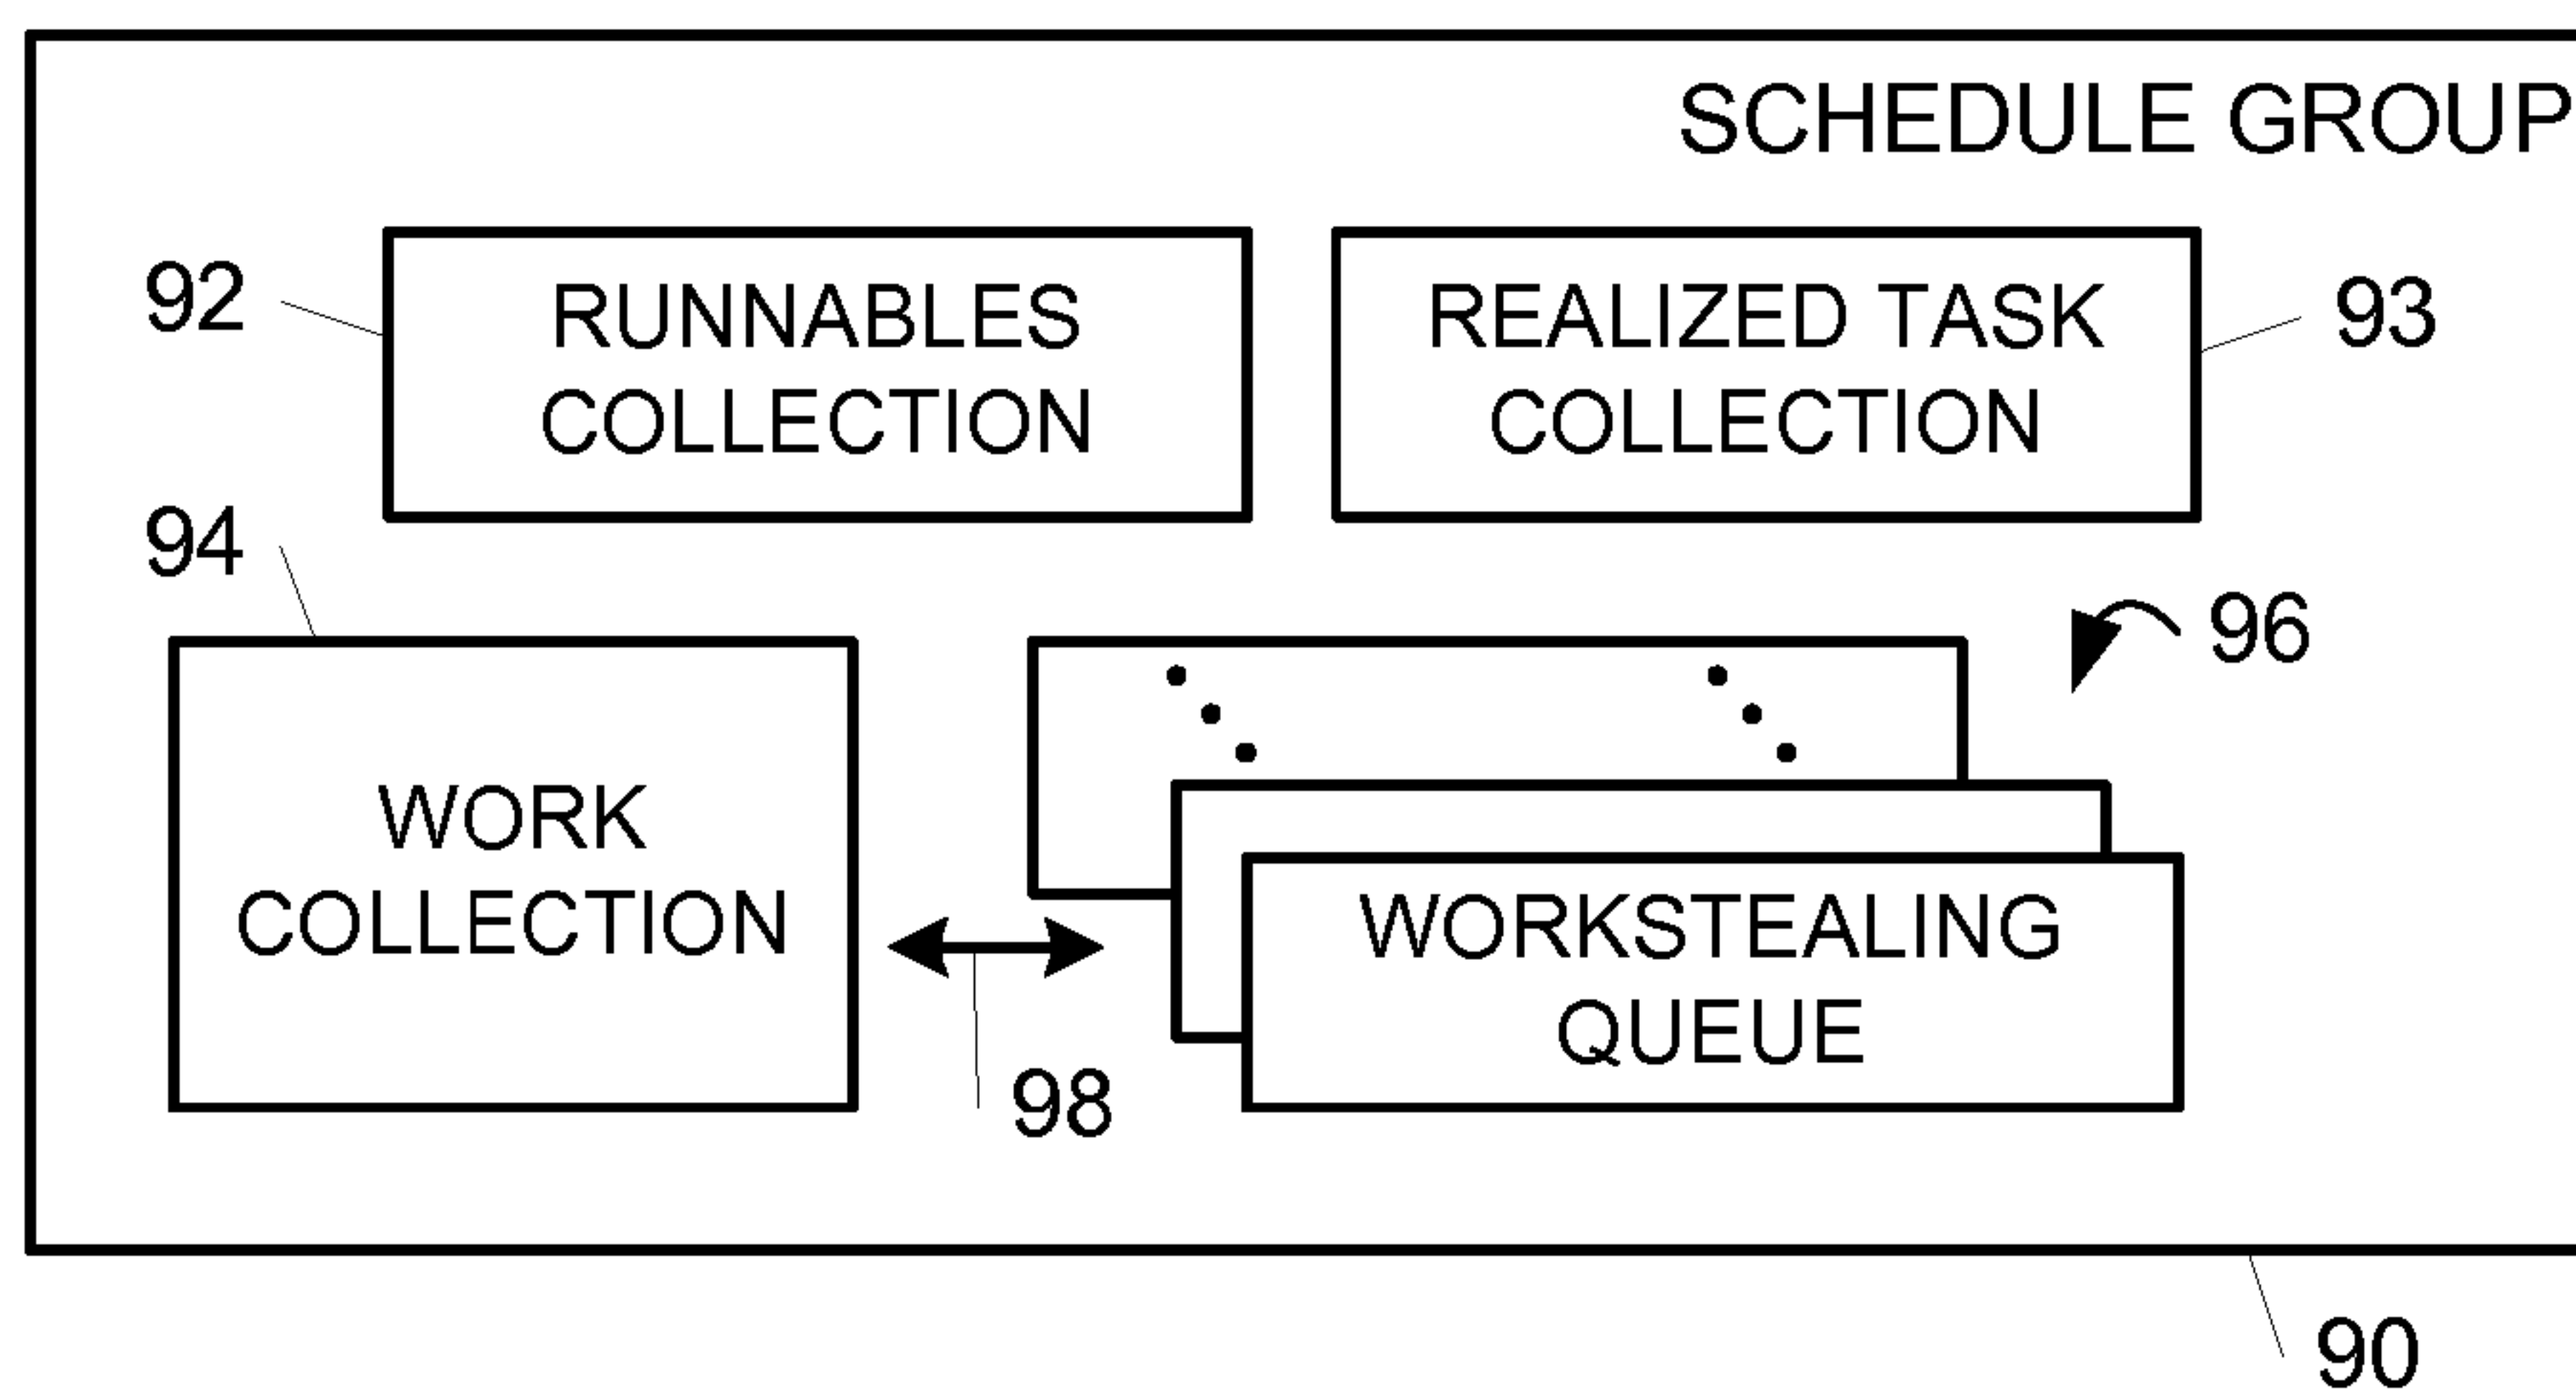 SCHEDULE GROUP
92
RUNNABLES
COLLECTION
REALIZED TASK
COLLECTION
93
94
WORK
COLLECTION
96
WORKSTEALING
QUEUE
98
90